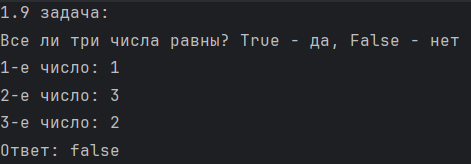 1.9 задача:
Все ли три числа равны? True - да, False - нет
1-е число: 1
2-е число: 3
3-е число: 2
Ответ: false